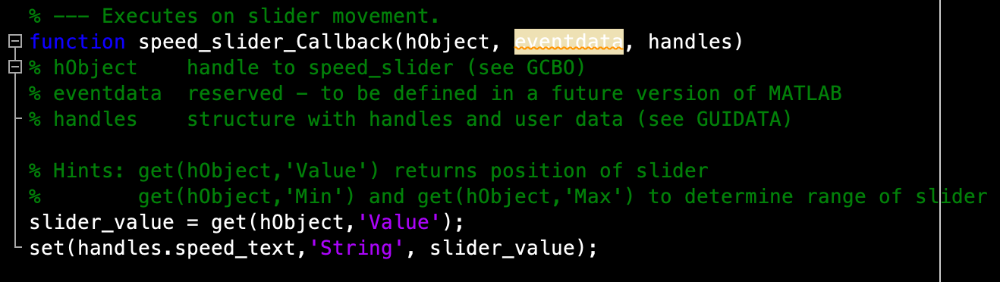 % --- Executes on slider movement.
function speed_slider_Callback(hObject, eventdata, handles)
% hObject    handle to speed_slider (see GCBO)
% eventdata  reserved - to be defined in a future version of MATLAB
% handles    structure with handles and user data (see GUIDATA)
% Hints: get(hObject,'Value') returns position of slider
%        get(hObject,'Min') and get(hObject,'Max') to determine range of slider
slider_value = get(hObject,'Value');
set(handles.speed_text,'String', slider_value);